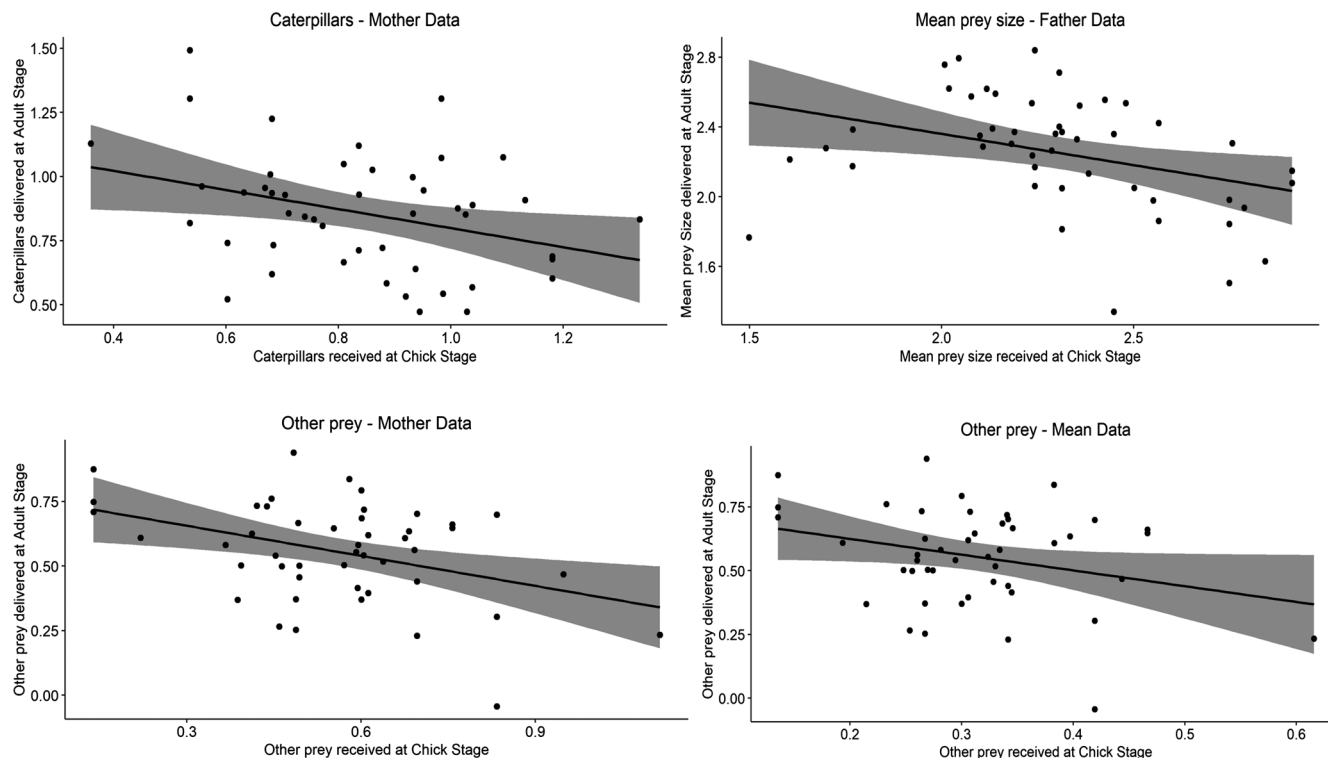 Caterpillars - Mother Data
Caterpillars delivered at Adult Stage
1.50
1.25
1.00
0.75
0.50
0.4
0.6
0.8
1.0
1.2
Caterpillars received at Chick Stage
Mean prey size - Father Data
Mean prey Size delivered at Adult Stage
2.8
2.4
2.0
1.6
1.5
2.0
2.5
Mean prey size received at Chick Stage
Other prey - Mother Data
Other prey delivered at Adult Stage
0.75
0.50
0.25
0.00
0.3
0.6
0.9
Other prey received at Chick Stage
Other prey - Mean Data
Other prey delivered at Adult Stage
0.75
0.50
0.25
0.00
0.2
0.3
0.4
0.5
0.6
Other prey received at Chick Stage